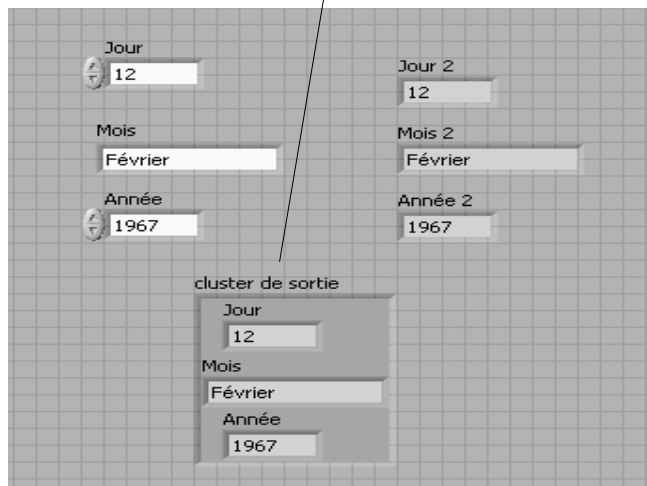 Jour
12
Mois
Février
Année
1967
Jour 2
12
Mois 2
Février
Année 2
1967
cluster de sortie
Jour
12
Mois
Février
Année
1967